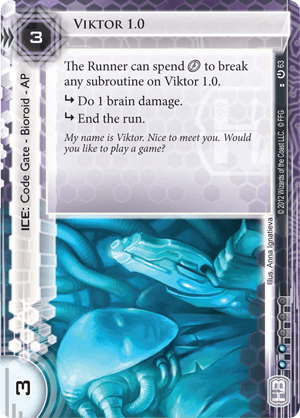 3
VIKTOR 1.0
The Runner can spend to break
any subroutine on Viktor 1.0.
↳ Do 1 brain damage.
↳ End the run.
My name is Viktor. Nice to meet you. Would
you like to play a game?
ICE: Code Gate - Bioroid - AP
63
© 2012 Wizards of the Coast LLC. © FFG
Illus. Anna Ignatieva
3
HB